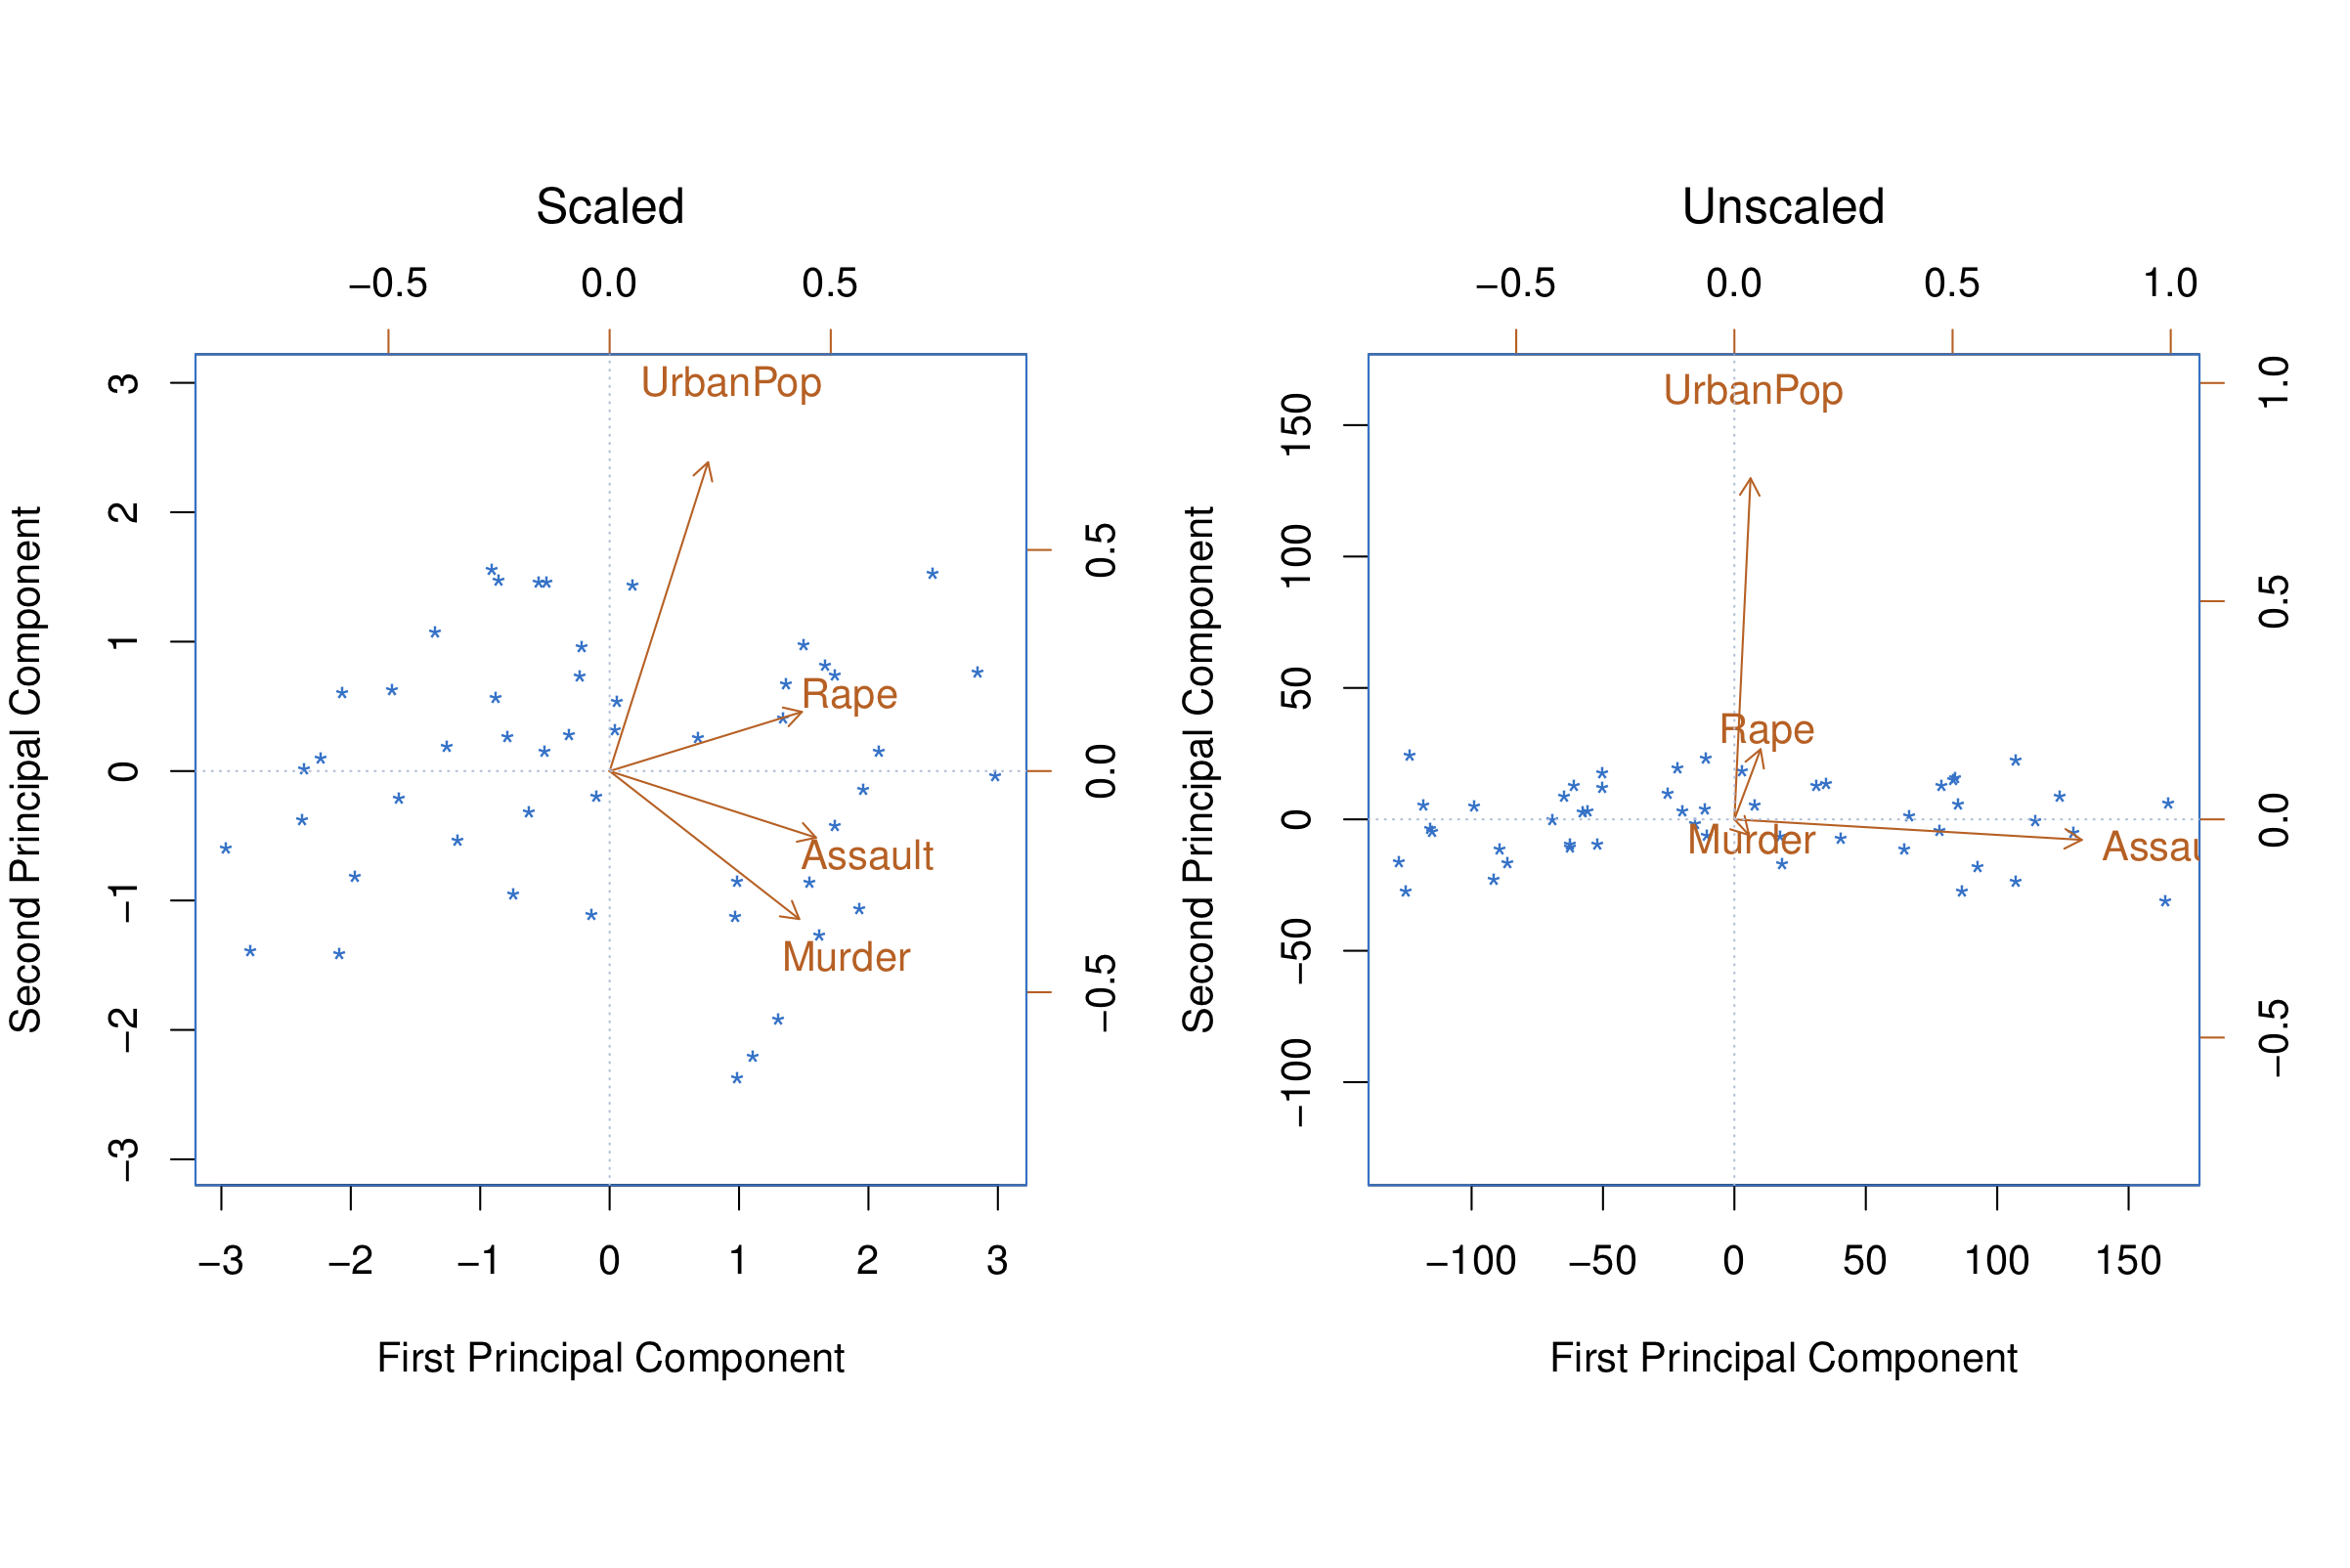 Scaled
−0.5 0.0 0.5
UrbanPop
Rape
Assault
Murder
3
2
1
0
−1
−2
−3
Second Principal Component
0.5
0.0
−0.5
−3 −2 −1 0 1 2 3
First Principal Component
Unscaled
−0.5 0.0 0.5 1.0
UrbanPop
Rape
Murder
Assau
150
100
50
0
−50
−100
Second Principal Component
1.0
0.5
0.0
−0.5
−100 −50 0 50 100 150
First Principal Component